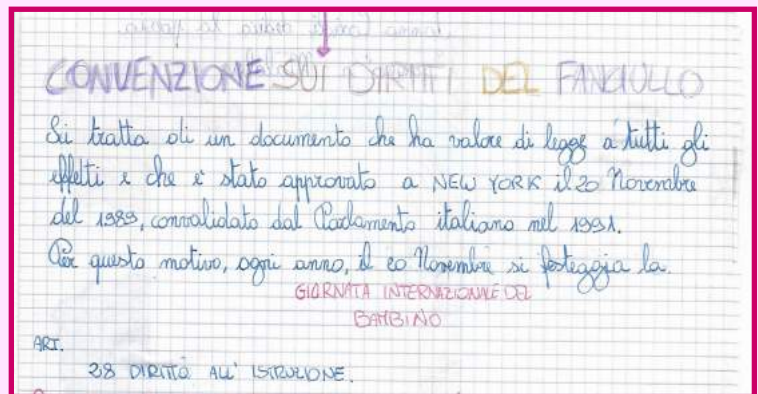 CONVENZIONE SUI DIRITTI DEL FANCIULLO
Si tratta di un documento che ha valore di legge a tutti gli
effetti e che è stato approvato a NEW YORK il 20 Novembre
del 1989, convalidato dal Parlamento italiano nel 1991.
Per questo motivo, ogni anno, il 20 Novembre si festeggia la
GIORNATA INTERNAZIONALE DEL
BAMBINO
ART.
28 DIRITTO ALL' ISTRUZIONE.